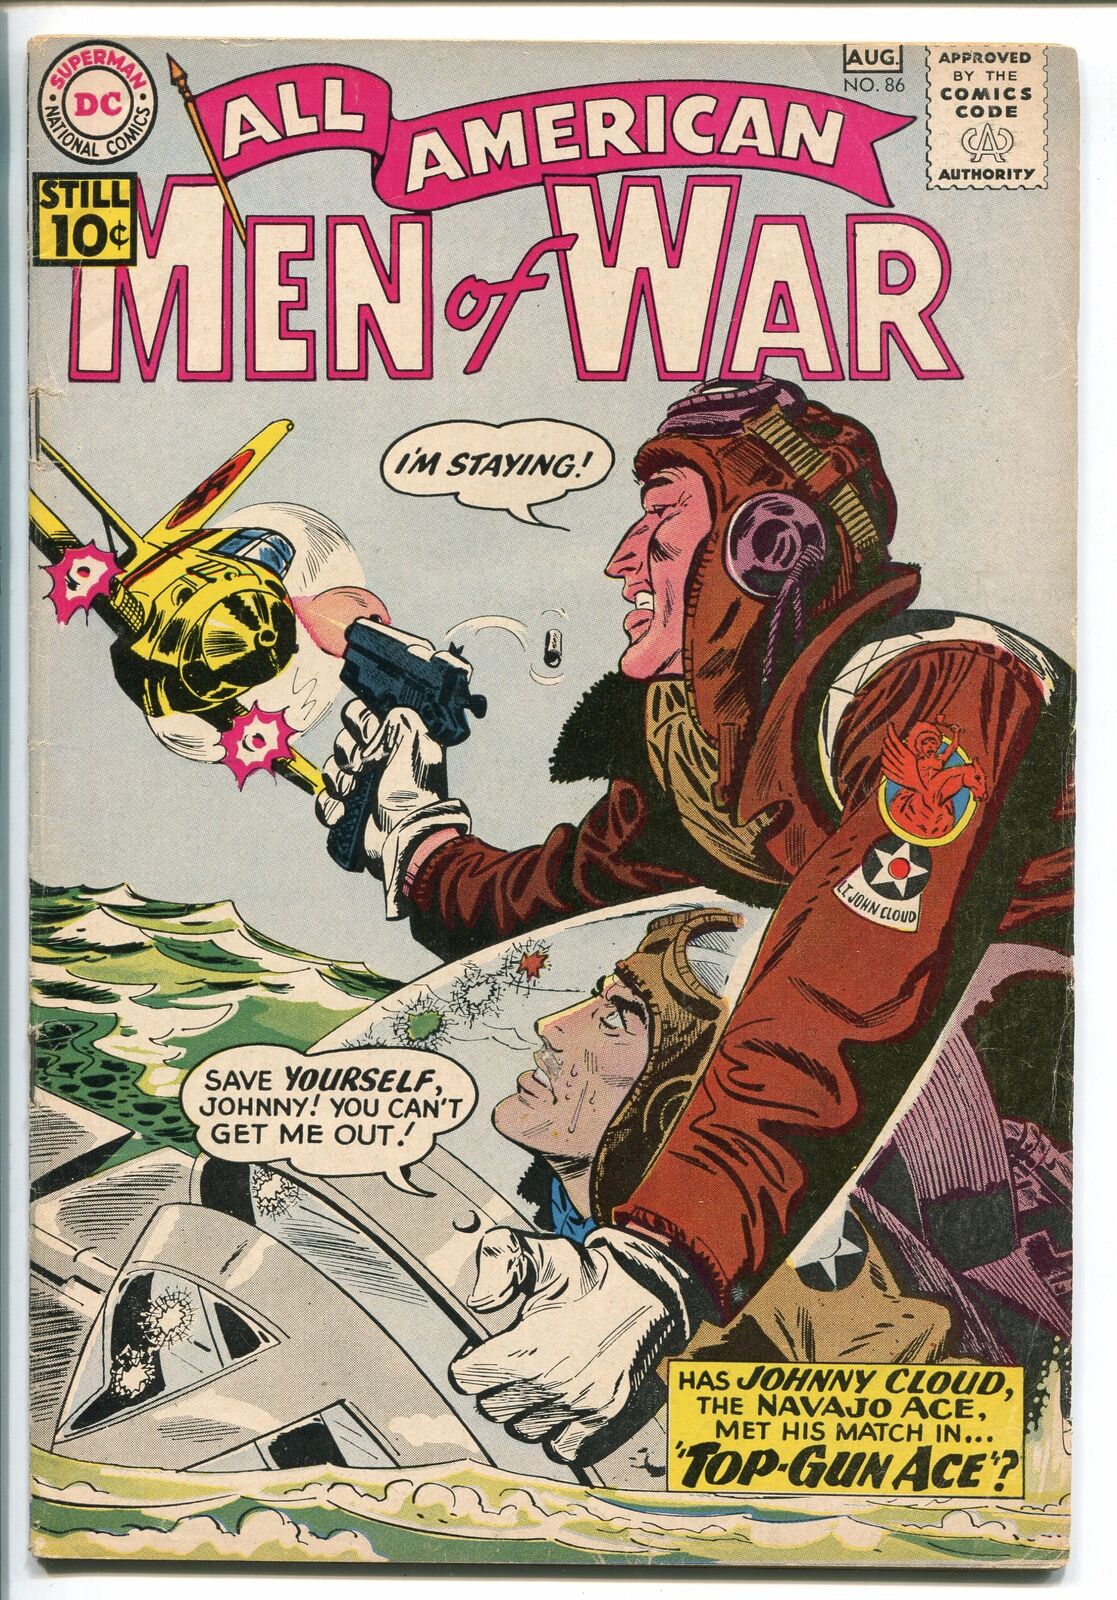 SUPERMAN
DC
NATIONAL COMICS
AUG.
NO. 86
APPROVED
BY THE
COMICS
CODE
CA
AUTHORITY
ALL
AMERICAN
STILL
10¢
MEN of WAR
I'M STAYING!
LT. JOHN CLOUD
SAVE YOURSELF,
JOHNNY! YOU CAN'T
GET ME OUT!
HAS JOHNNY CLOUD,
THE NAVAJO ACE,
MET HIS MATCH IN...
'TOP-GUN ACE'?